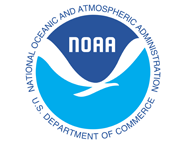 NATIONAL OCEANIC AND ATMOSPHERIC ADMINISTRATION
NOAA
U.S. DEPARTMENT OF COMMERCE